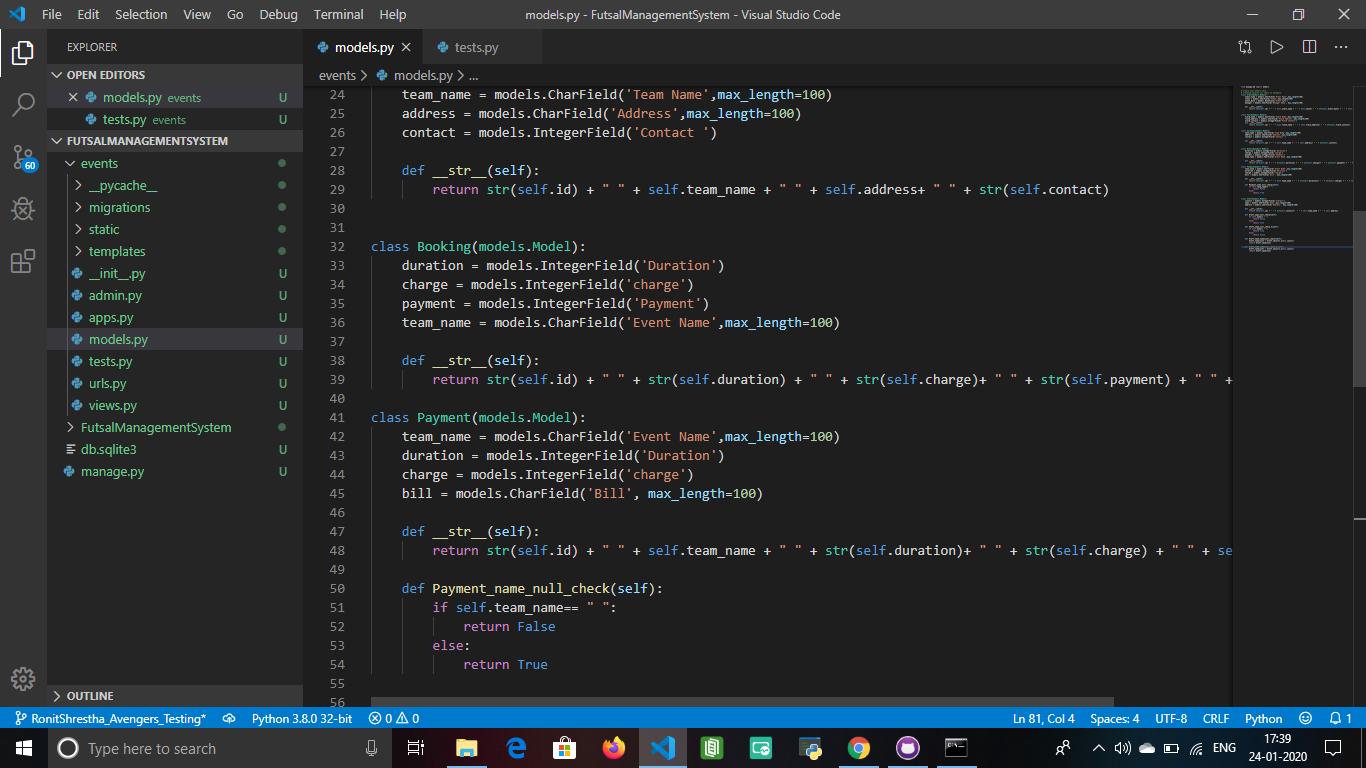 File Edit Selection View Go Debug Terminal Help models.py - FutsalManagementSystem - Visual Studio Code
EXPLORER
OPEN EDITORS
models.py events U
tests.py events U
FUTSALMANAGEMENTSYSTEM
events
__pycache__
migrations
static
templates
__init__.py U
admin.py U
apps.py U
models.py U
tests.py U
urls.py U
views.py U
FutsalManagementSystem
db.sqlite3 U
manage.py U
OUTLINE
60
models.py tests.py
events > models.py > ...
24 team_name = models.CharField('Team Name',max_length=100)
25 address = models.CharField('Address',max_length=100)
26 contact = models.IntegerField('Contact ')
27
28 def __str__(self):
29 return str(self.id) + " " + self.team_name + " " + self.address+ " " + str(self.contact)
30
31
32 class Booking(models.Model):
33 duration = models.IntegerField('Duration')
34 charge = models.IntegerField('charge')
35 payment = models.IntegerField('Payment')
36 team_name = models.CharField('Event Name',max_length=100)
37
38 def __str__(self):
39 return str(self.id) + " " + str(self.duration) + " " + str(self.charge)+ " " + str(self.payment) + " " +
40
41 class Payment(models.Model):
42 team_name = models.CharField('Event Name',max_length=100)
43 duration = models.IntegerField('Duration')
44 charge = models.IntegerField('charge')
45 bill = models.CharField('Bill', max_length=100)
46
47 def __str__(self):
48 return str(self.id) + " " + self.team_name + " " + str(self.duration)+ " " + str(self.charge) + " " + se
49
50 def Payment_name_null_check(self):
51 if self.team_name== " ":
52 return False
53 else:
54 return True
55
56
RonitShrestha_Avengers_Testing* Python 3.8.0 32-bit 0 0 Ln 81, Col 4 Spaces: 4 UTF-8 CRLF Python 1
Type here to search ENG 17:39
24-01-2020